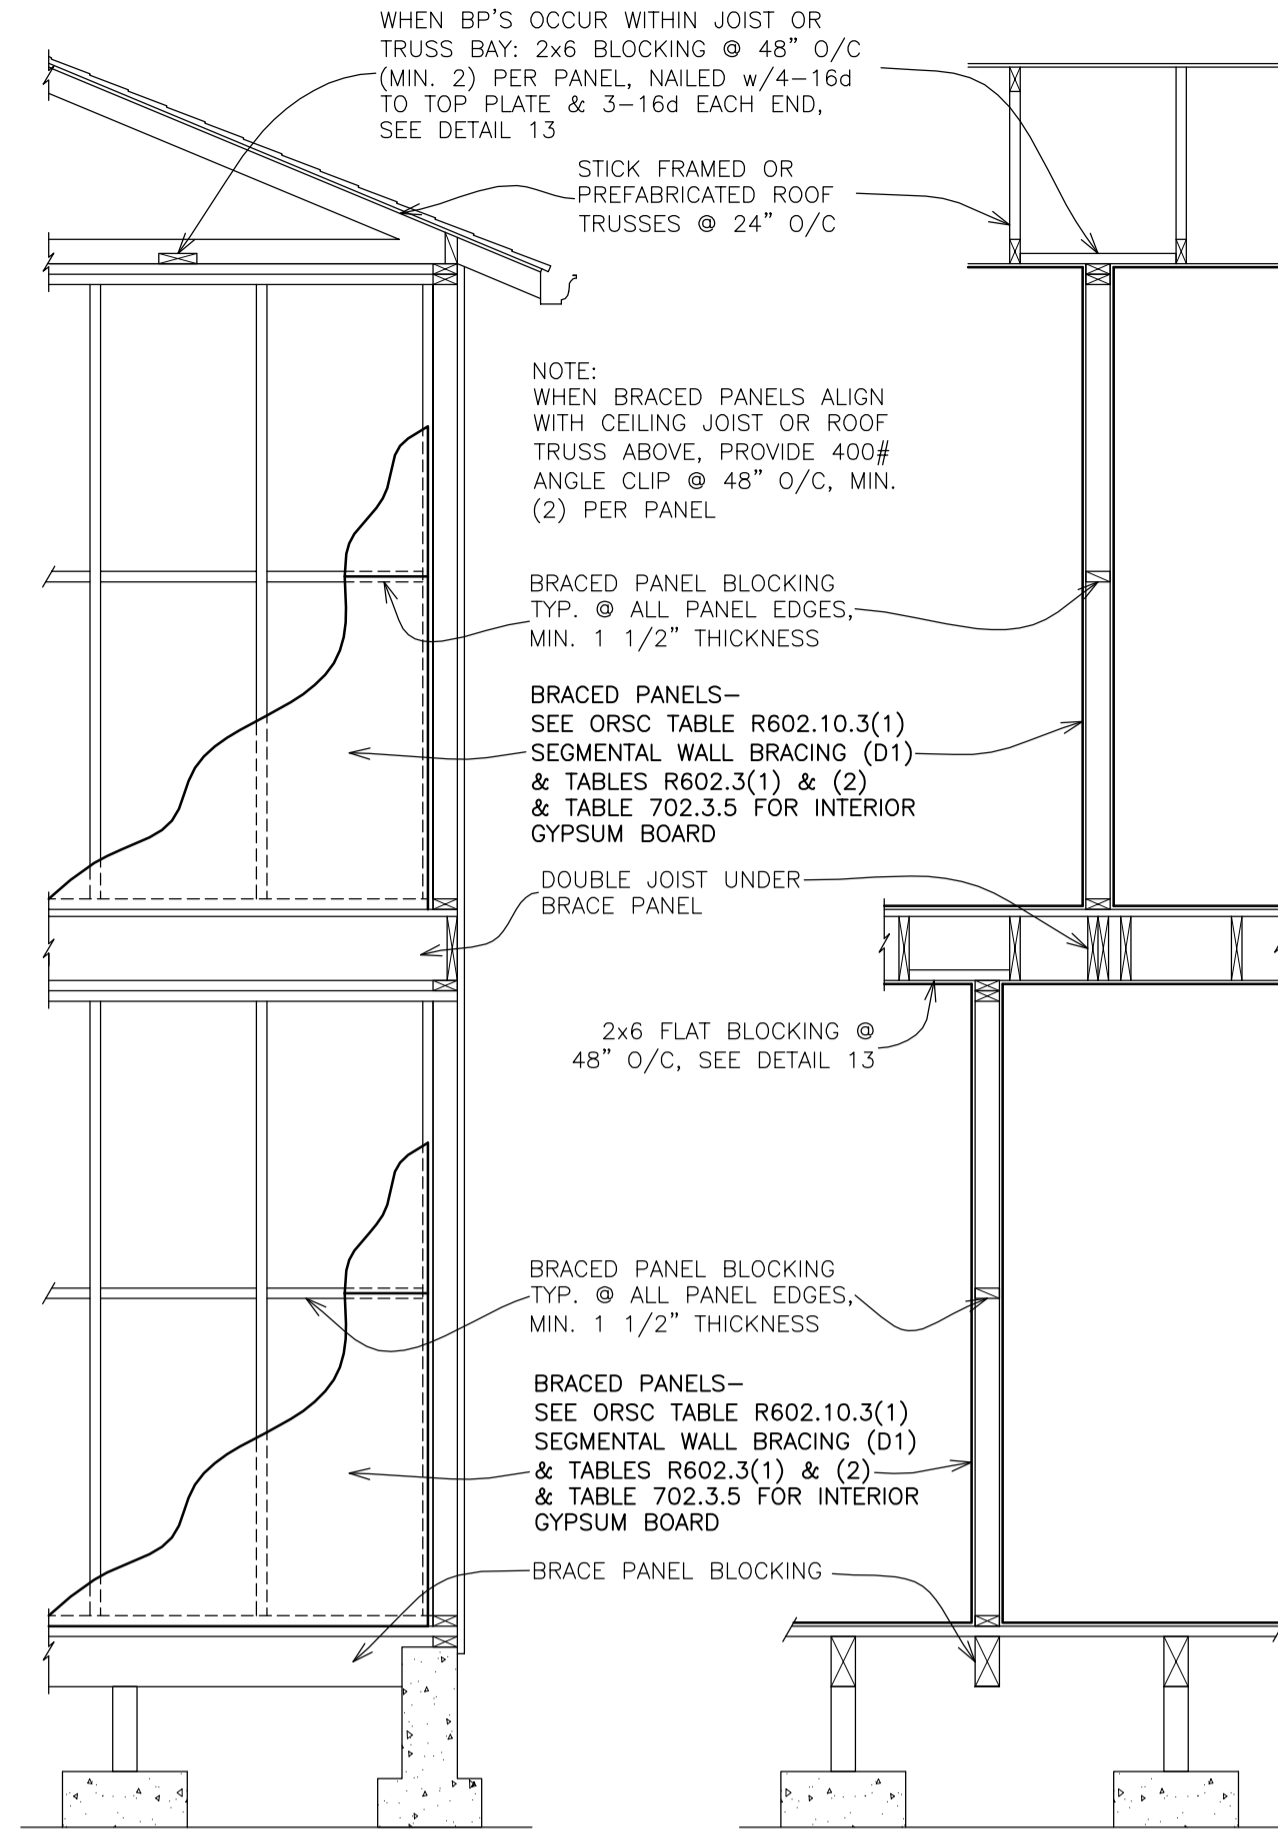 WHEN BP'S OCCUR WITHIN JOIST OR
TRUSS BAY: 2x6 BLOCKING @ 48" O/C
(MIN. 2) PER PANEL, NAILED w/4-16d
TO TOP PLATE & 3-16d EACH END,
SEE DETAIL 13
STICK FRAMED OR
PREFABRICATED ROOF
TRUSSES @ 24" O/C
NOTE:
WHEN BRACED PANELS ALIGN
WITH CEILING JOIST OR ROOF
TRUSS ABOVE, PROVIDE 400#
ANGLE CLIP @ 48" O/C, MIN.
(2) PER PANEL
BRACED PANEL BLOCKING
TYP. @ ALL PANEL EDGES,
MIN. 1 1/2" THICKNESS
BRACED PANELS-
SEE ORSC TABLE R602.10.3(1)
SEGMENTAL WALL BRACING (D1)
& TABLES R602.3(1) & (2)
& TABLE 702.3.5 FOR INTERIOR
GYPSUM BOARD
DOUBLE JOIST UNDER
BRACE PANEL
2x6 FLAT BLOCKING @
48" O/C, SEE DETAIL 13
BRACED PANEL BLOCKING
TYP. @ ALL PANEL EDGES,
MIN. 1 1/2" THICKNESS
BRACED PANELS-
SEE ORSC TABLE R602.10.3(1)
SEGMENTAL WALL BRACING (D1)
& TABLES R602.3(1) & (2)
& TABLE 702.3.5 FOR INTERIOR
GYPSUM BOARD
BRACE PANEL BLOCKING